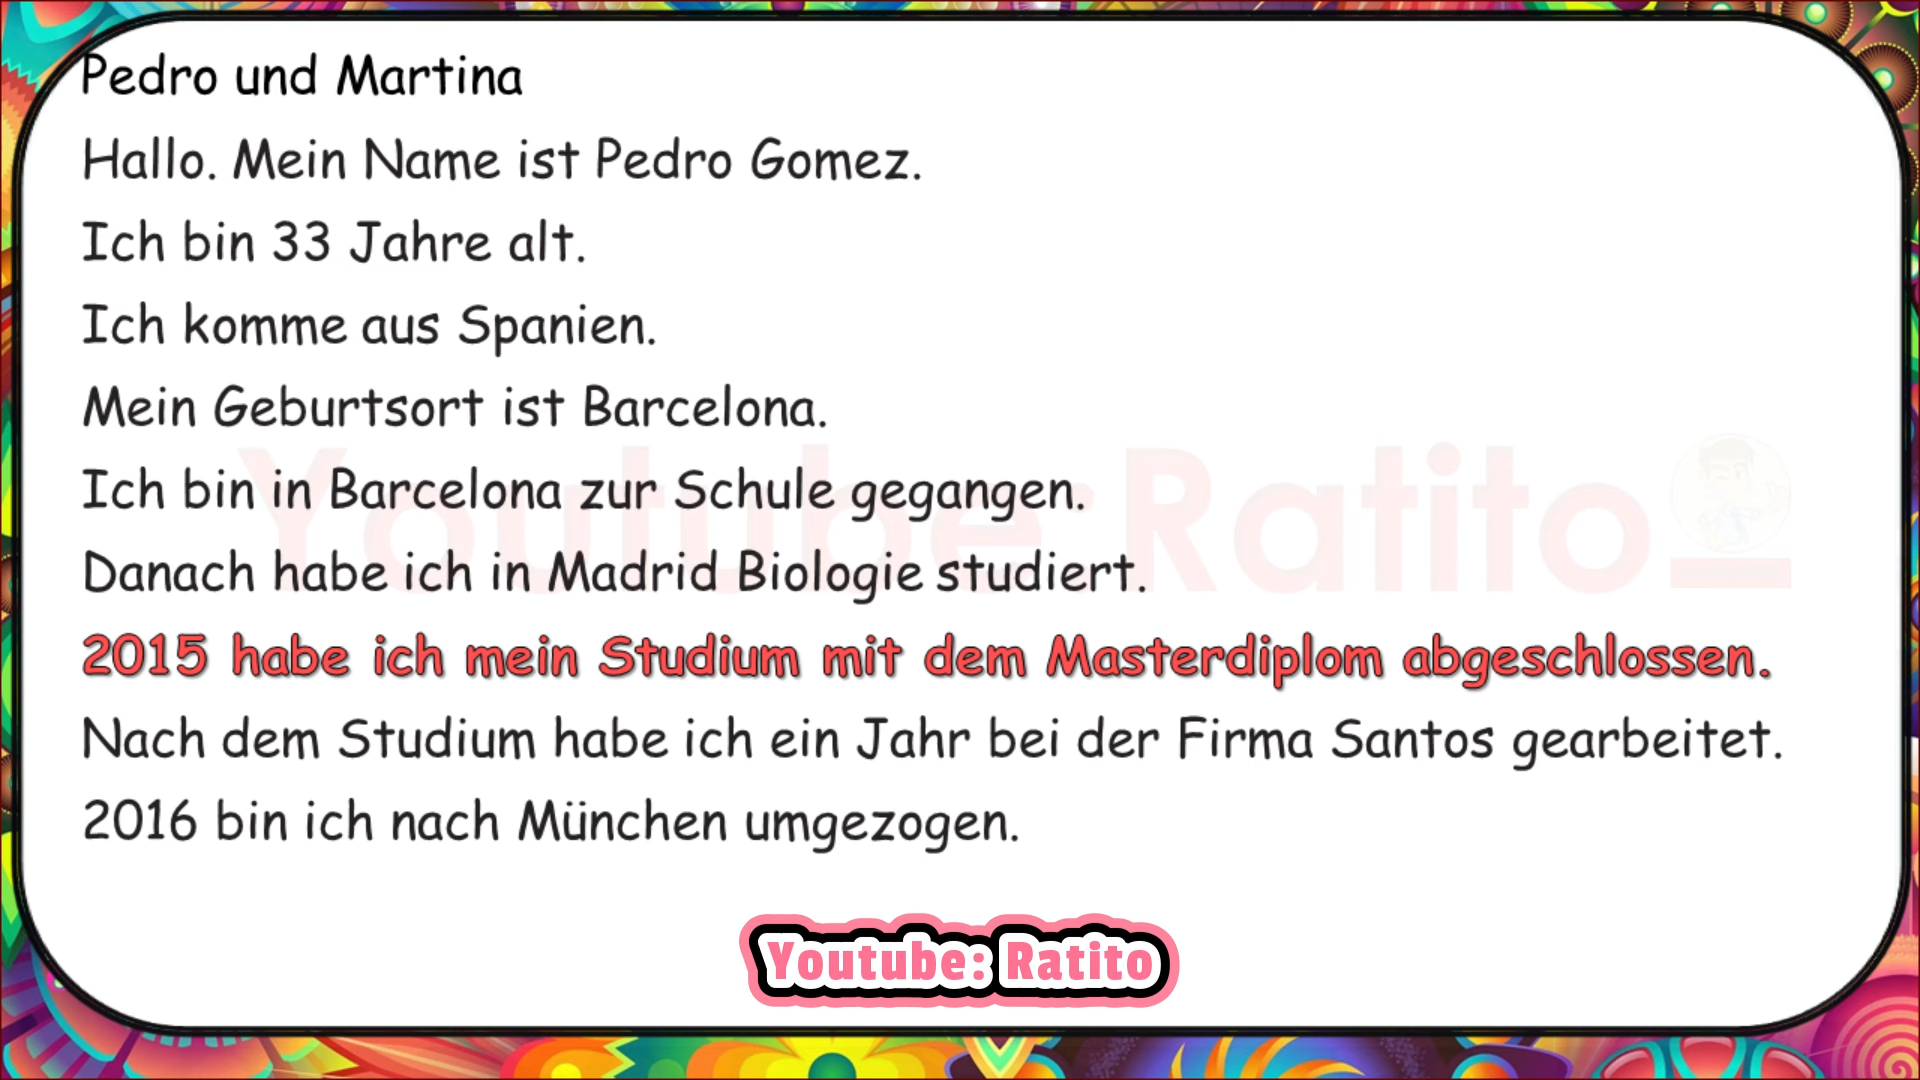 Pedro und Martina
Hallo. Mein Name ist Pedro Gomez.
Ich bin 33 Jahre alt.
Ich komme aus Spanien.
Mein Geburtsort ist Barcelona.
Ich bin in Barcelona zur Schule gegangen.
Danach habe ich in Madrid Biologie studiert.
2015 habe ich mein Studium mit dem Masterdiplom abgeschlossen.
Nach dem Studium habe ich ein Jahr bei der Firma Santos gearbeitet.
2016 bin ich nach München umgezogen.
Youtube: Ratito
Youtube: Ratito